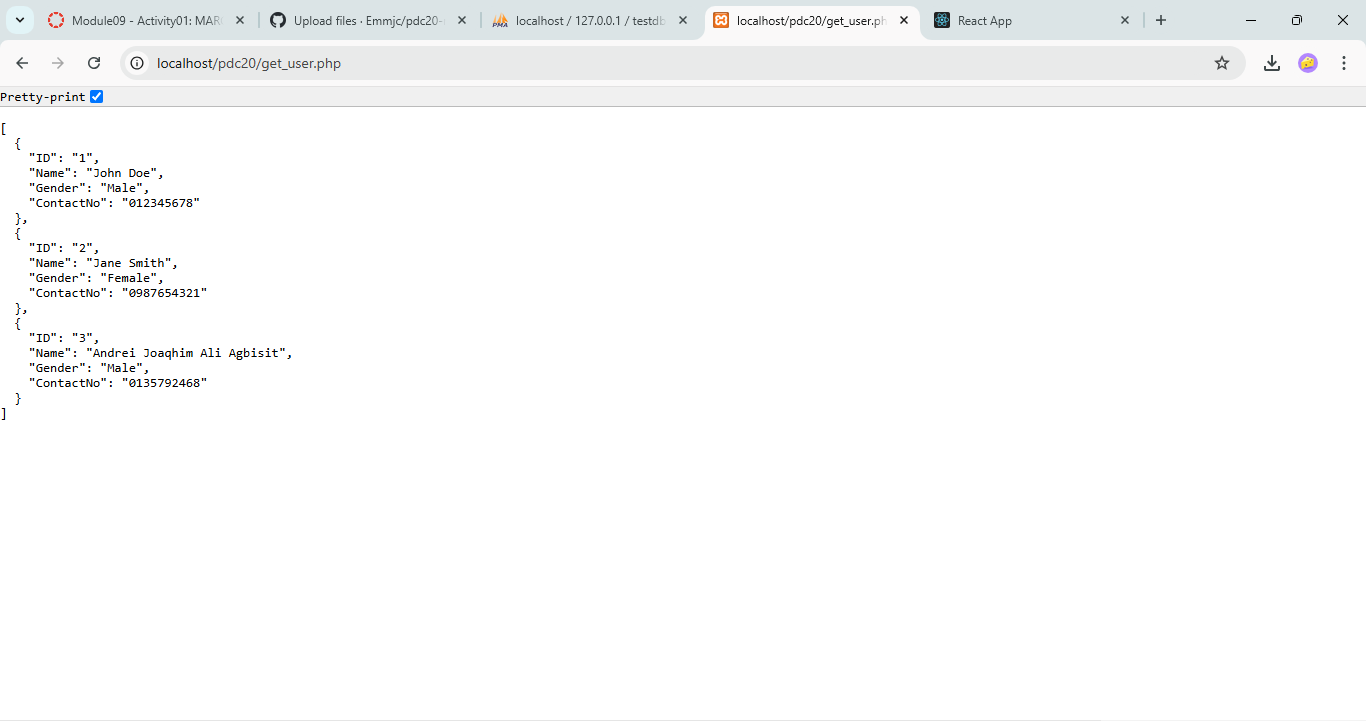 Module09 - Activity01: MAR
Upload files · Emmjc/pdc20-
PMA
localhost / 127.0.0.1 / testdb
localhost/pdc20/get_user.ph
React App
localhost/pdc20/get_user.php
Pretty-print
[
  {
    "ID": "1",
    "Name": "John Doe",
    "Gender": "Male",
    "ContactNo": "012345678"
  },
  {
    "ID": "2",
    "Name": "Jane Smith",
    "Gender": "Female",
    "ContactNo": "0987654321"
  },
  {
    "ID": "3",
    "Name": "Andrei Joaqhim Ali Agbisit",
    "Gender": "Male",
    "ContactNo": "0135792468"
  }
]